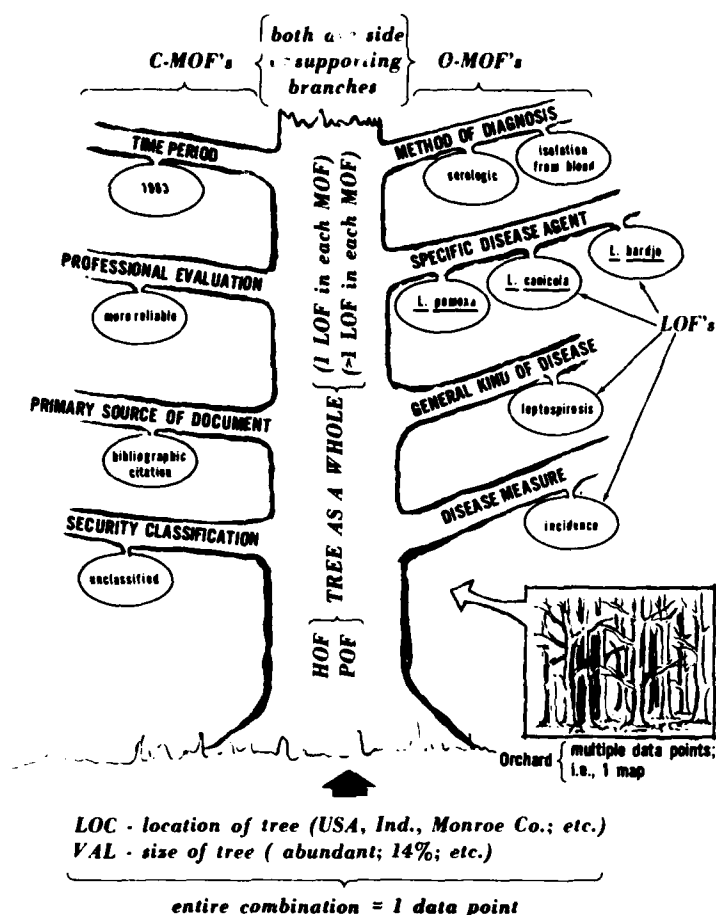 both side
supporting
branches
C-MOF's
O-MOF's
TIME PERIOD
METHOD OF DIAGNOSIS
serologic
isolation
from blood
PROFESSIONAL EVALUATION
more reliable
SPECIFIC DISEASE AGENT
L. pomona
L. canicola
L. hardjo
LOF's
(1 LOF in each MOF)
(>1 LOF in each MOF)
PRIMARY SOURCE OF DOCUMENT
bibliographic
citation
GENERAL KIND OF DISEASE
leptospirosis
TREE AS A WHOLE
SECURITY CLASSIFICATION
unclassified
DISEASE MEASURE
incidence
HOF
POF
Orchard { multiple data points;
i.e., 1 map
LOC - location of tree (USA, Ind., Monroe Co.; etc.)
VAL - size of tree ( abundant; 14%; etc.)
entire combination = 1 data point